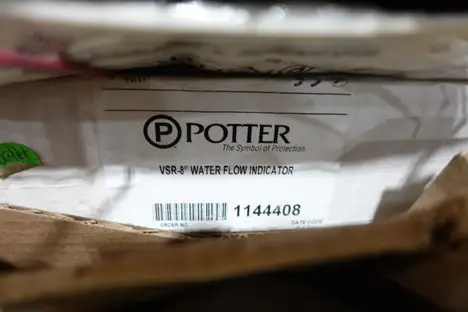 P POTTER
The Symbol of Protection
VSR-8" WATER FLOW INDICATOR
1144408
ORDER NO.
DATE CODE